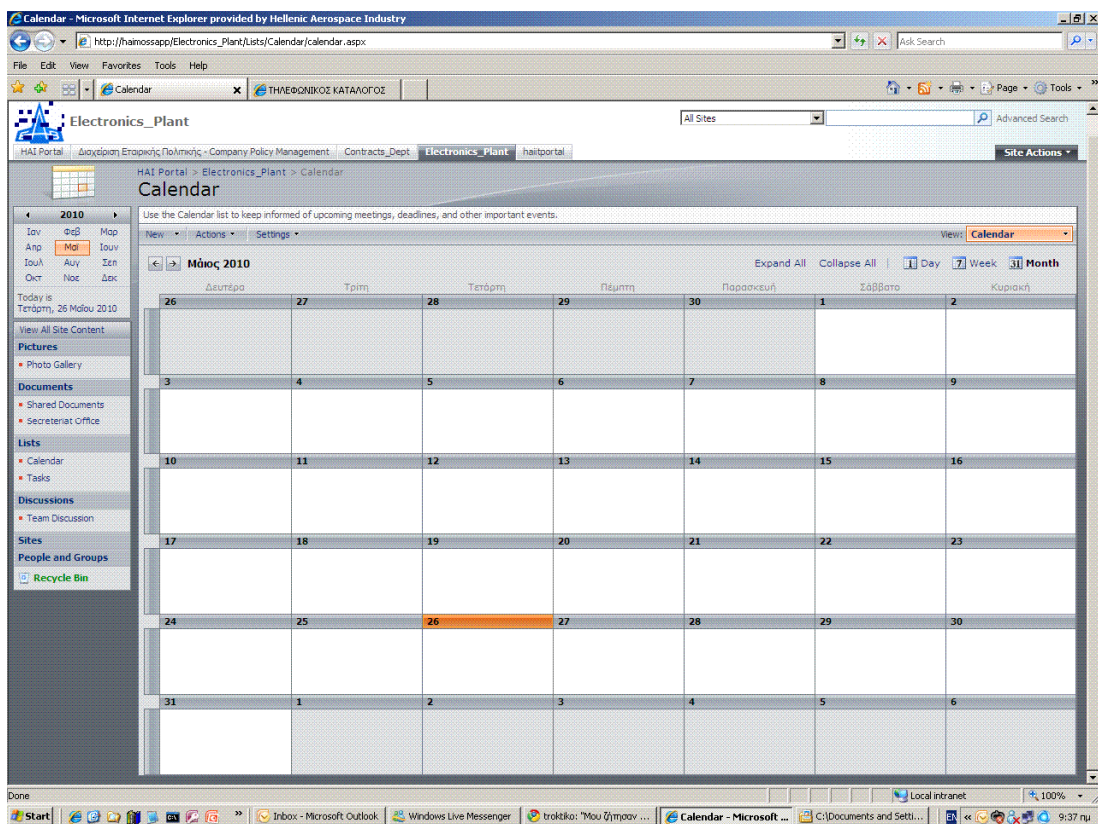 Calendar - Microsoft Internet Explorer provided by Hellenic Aerospace Industry
http://haimossapp/Electronics_Plant/Lists/Calendar/calendar.aspx
Ask Search
File Edit View Favorites Tools Help
Calendar
ΤΗΛΕΦΩΝΙΚΟΣ ΚΑΤΑΛΟΓΟΣ
Page Tools
Electronics_Plant
All Sites
Advanced Search
HAI Portal Διαχείριση Εταιρικής Πολιτικής - Company Policy Management Contracts_Dept Electronics_Plant haiitportal
Site Actions
HAI Portal > Electronics_Plant > Calendar
Calendar
2010
Ιαν Φεβ Μαρ
Απρ Μαϊ Ιουν
Ιουλ Αυγ Σεπ
Οκτ Νοε Δεκ
Today is
Τετάρτη, 26 Μαΐου 2010
View All Site Content
Pictures
Photo Gallery
Documents
Shared Documents
Secreteriat Office
Lists
Calendar
Tasks
Discussions
Team Discussion
Sites
People and Groups
Recycle Bin
Use the Calendar list to keep informed of upcoming meetings, deadlines, and other important events.
New Actions Settings
View: Calendar
Μάιος 2010
Expand All Collapse All | 1 Day 7 Week 31 Month
Δευτέρα Τρίτη Τετάρτη Πέμπτη Παρασκευή Σάββατο Κυριακή
26 27 28 29 30 1 2
3 4 5 6 7 8 9
10 11 12 13 14 15 16
17 18 19 20 21 22 23
24 25 26 27 28 29 30
31 1 2 3 4 5 6
Done
Local intranet
100%
Start
Inbox - Microsoft Outlook
Windows Live Messenger
troktiko: "Μου ζήτησαν ...
Calendar - Microsoft ...
C:\Documents and Setti...
EN
9:37 πμ